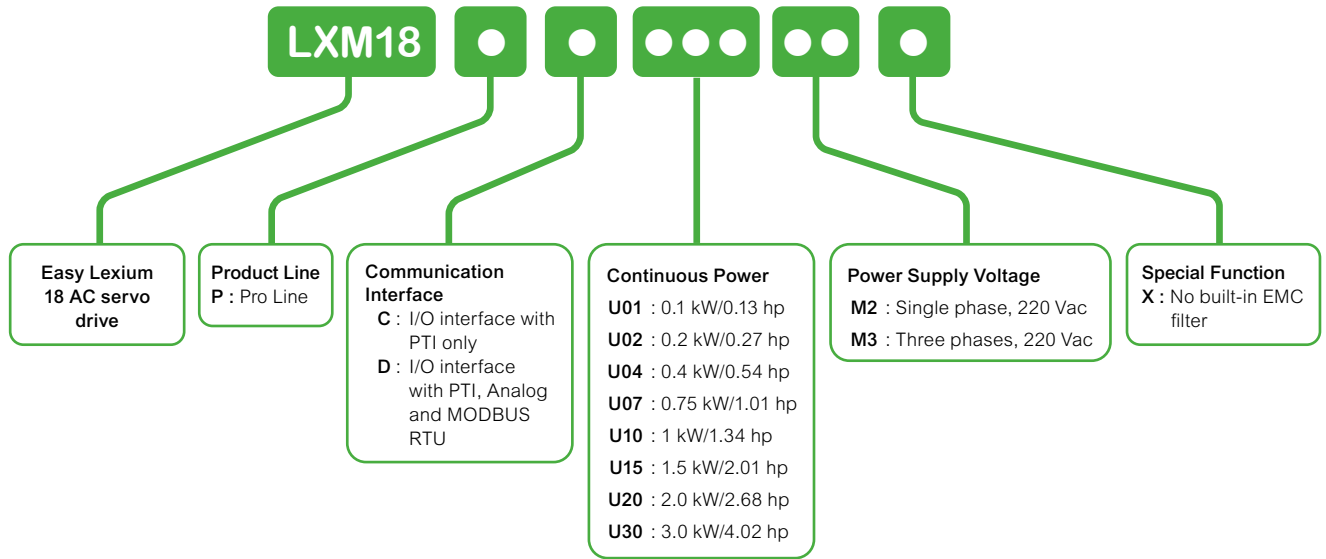 LXM18
Easy Lexium
18 AC servo
drive
Product Line
P : Pro Line
Communication
Interface
C : I/O interface with
PTI only
D : I/O interface
with PTI, Analog
and MODBUS
RTU
Continuous Power
U01 : 0.1 kW/0.13 hp
U02 : 0.2 kW/0.27 hp
U04 : 0.4 kW/0.54 hp
U07 : 0.75 kW/1.01 hp
U10 : 1 kW/1.34 hp
U15 : 1.5 kW/2.01 hp
U20 : 2.0 kW/2.68 hp
U30 : 3.0 kW/4.02 hp
Power Supply Voltage
M2 : Single phase, 220 Vac
M3 : Three phases, 220 Vac
Special Function
X : No built-in EMC
filter